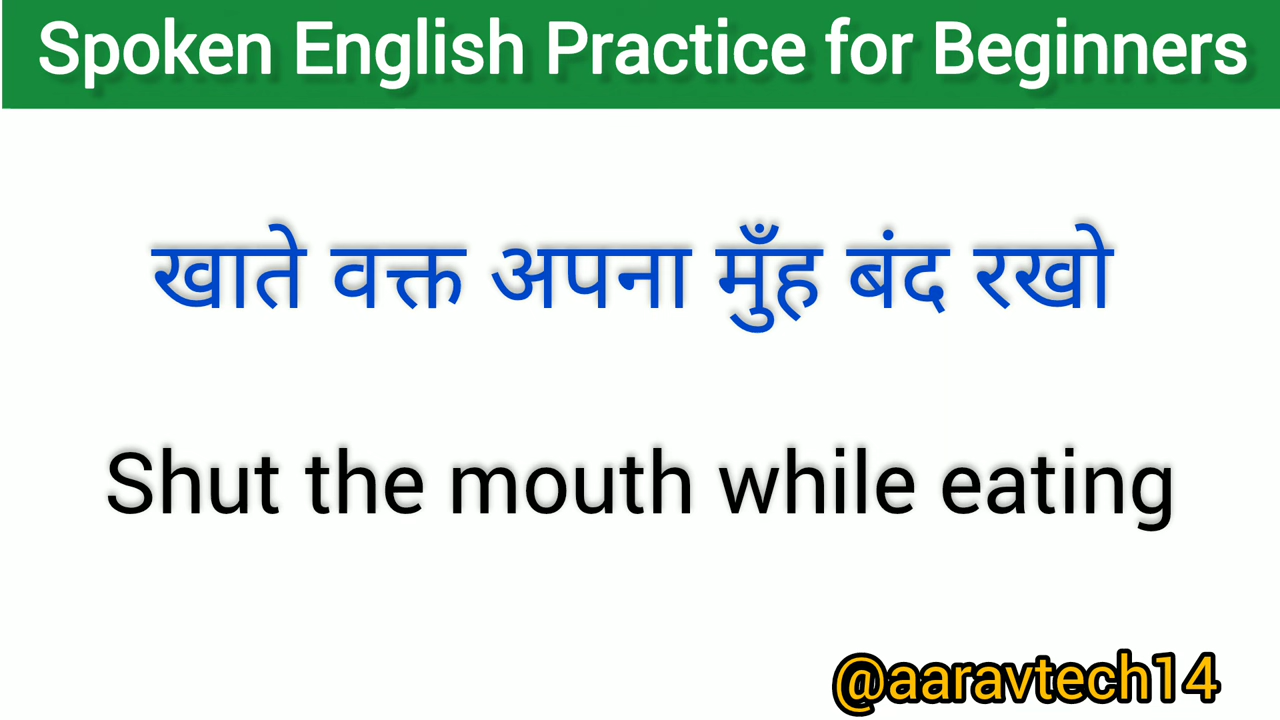 Spoken English Practice for Beginners
खाते वक्त अपना मुँह बंद रखो
Shut the mouth while eating
@aaravtech14